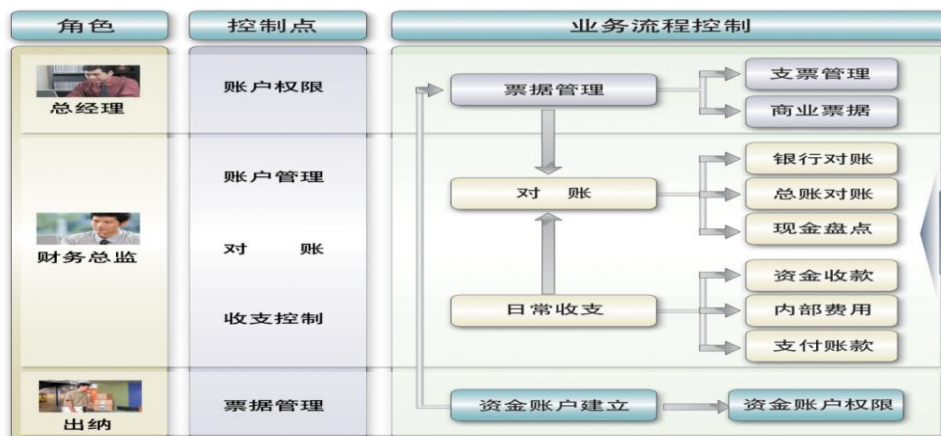 角色
控制点
业务流程控制
总经理
账户权限
票据管理
支票管理
商业票据
财务总监
账户管理
对 账
收支控制
对 账
银行对账
总账对账
现金盘点
日常收支
资金收款
内部费用
支付账款
出纳
票据管理
资金账户建立
资金账户权限